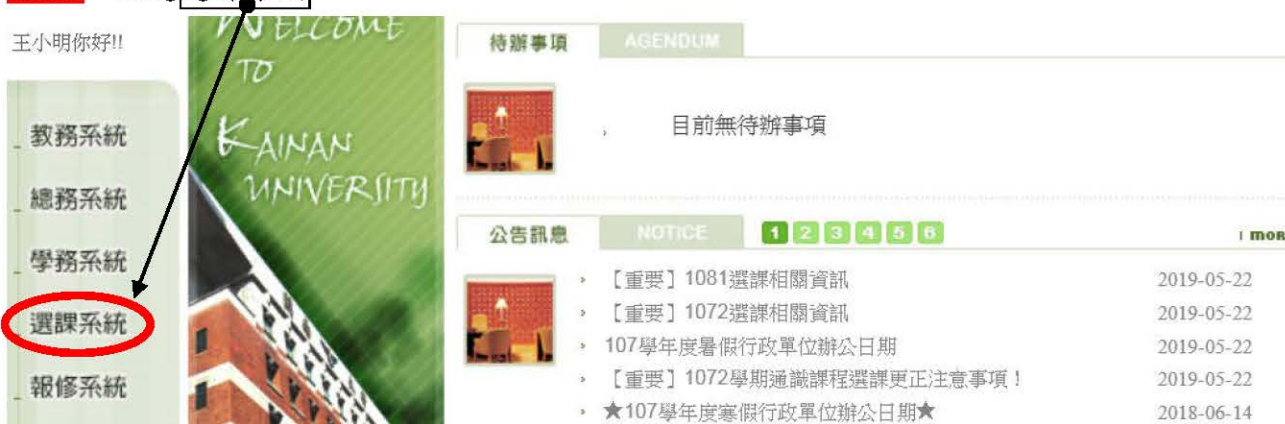 王小明你好!!
教務系統
總務系統
學務系統
選課系統
報修系統
WELCOME
TO
KAINAN
UNIVERSITY
待辦事項 AGENDUM
目前無待辦事項
公告訊息 NOTICE 1 2 3 4 5 6
【重要】1081選課相關資訊 2019-05-22
【重要】1072選課相關資訊 2019-05-22
107學年度暑假行政單位辦公日期 2019-05-22
【重要】1072學期通識課程選課更正注意事項! 2019-05-22
★107學年度寒假行政單位辦公日期★ 2018-06-14